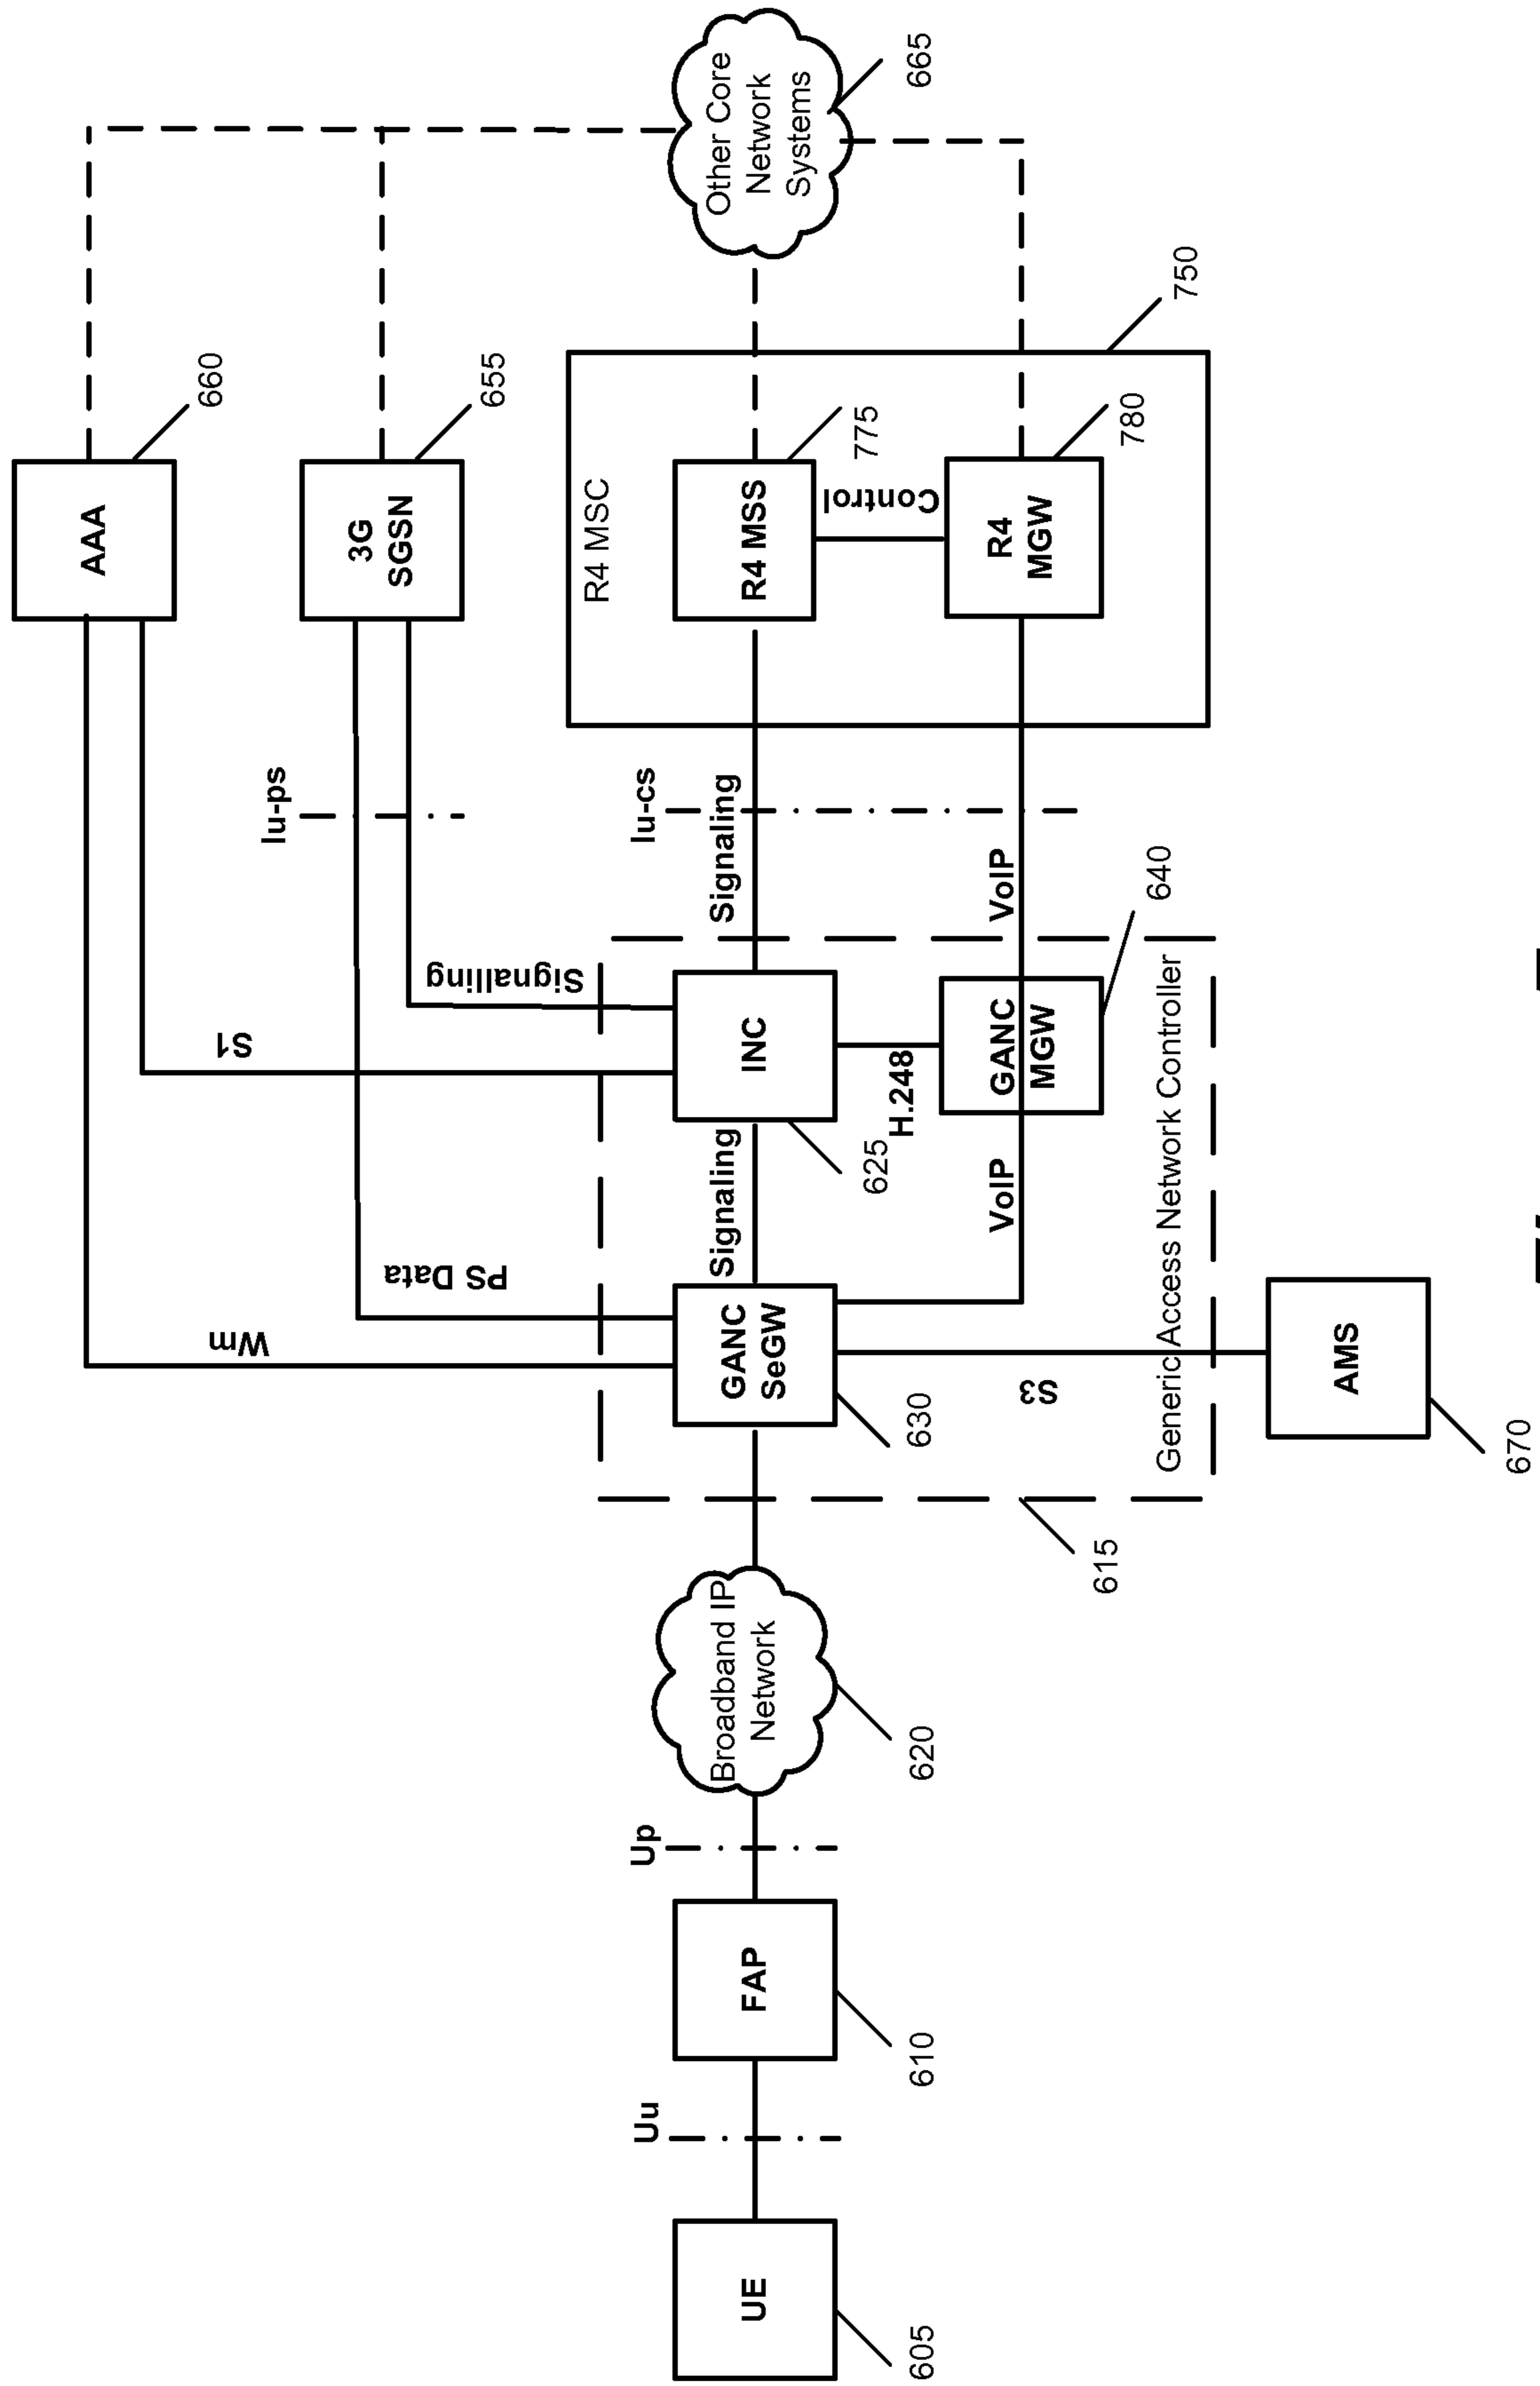 AAA
660
3G
SGSN
655
Other Core
Network
Systems
665
R4 MSC
750
R4 MSS
775
Control
R4
MGW
780
Iu-ps
Iu-cs
Signaling
VoIP
Wm
S1
PS Data
Signalling
INC
625
H.248
GANC
MGW
640
Signaling
VoIP
GANC
SeGW
630
S3
Generic Access Network Controller
615
AMS
670
Broadband IP
Network
620
Up
FAP
610
Uu
UE
605